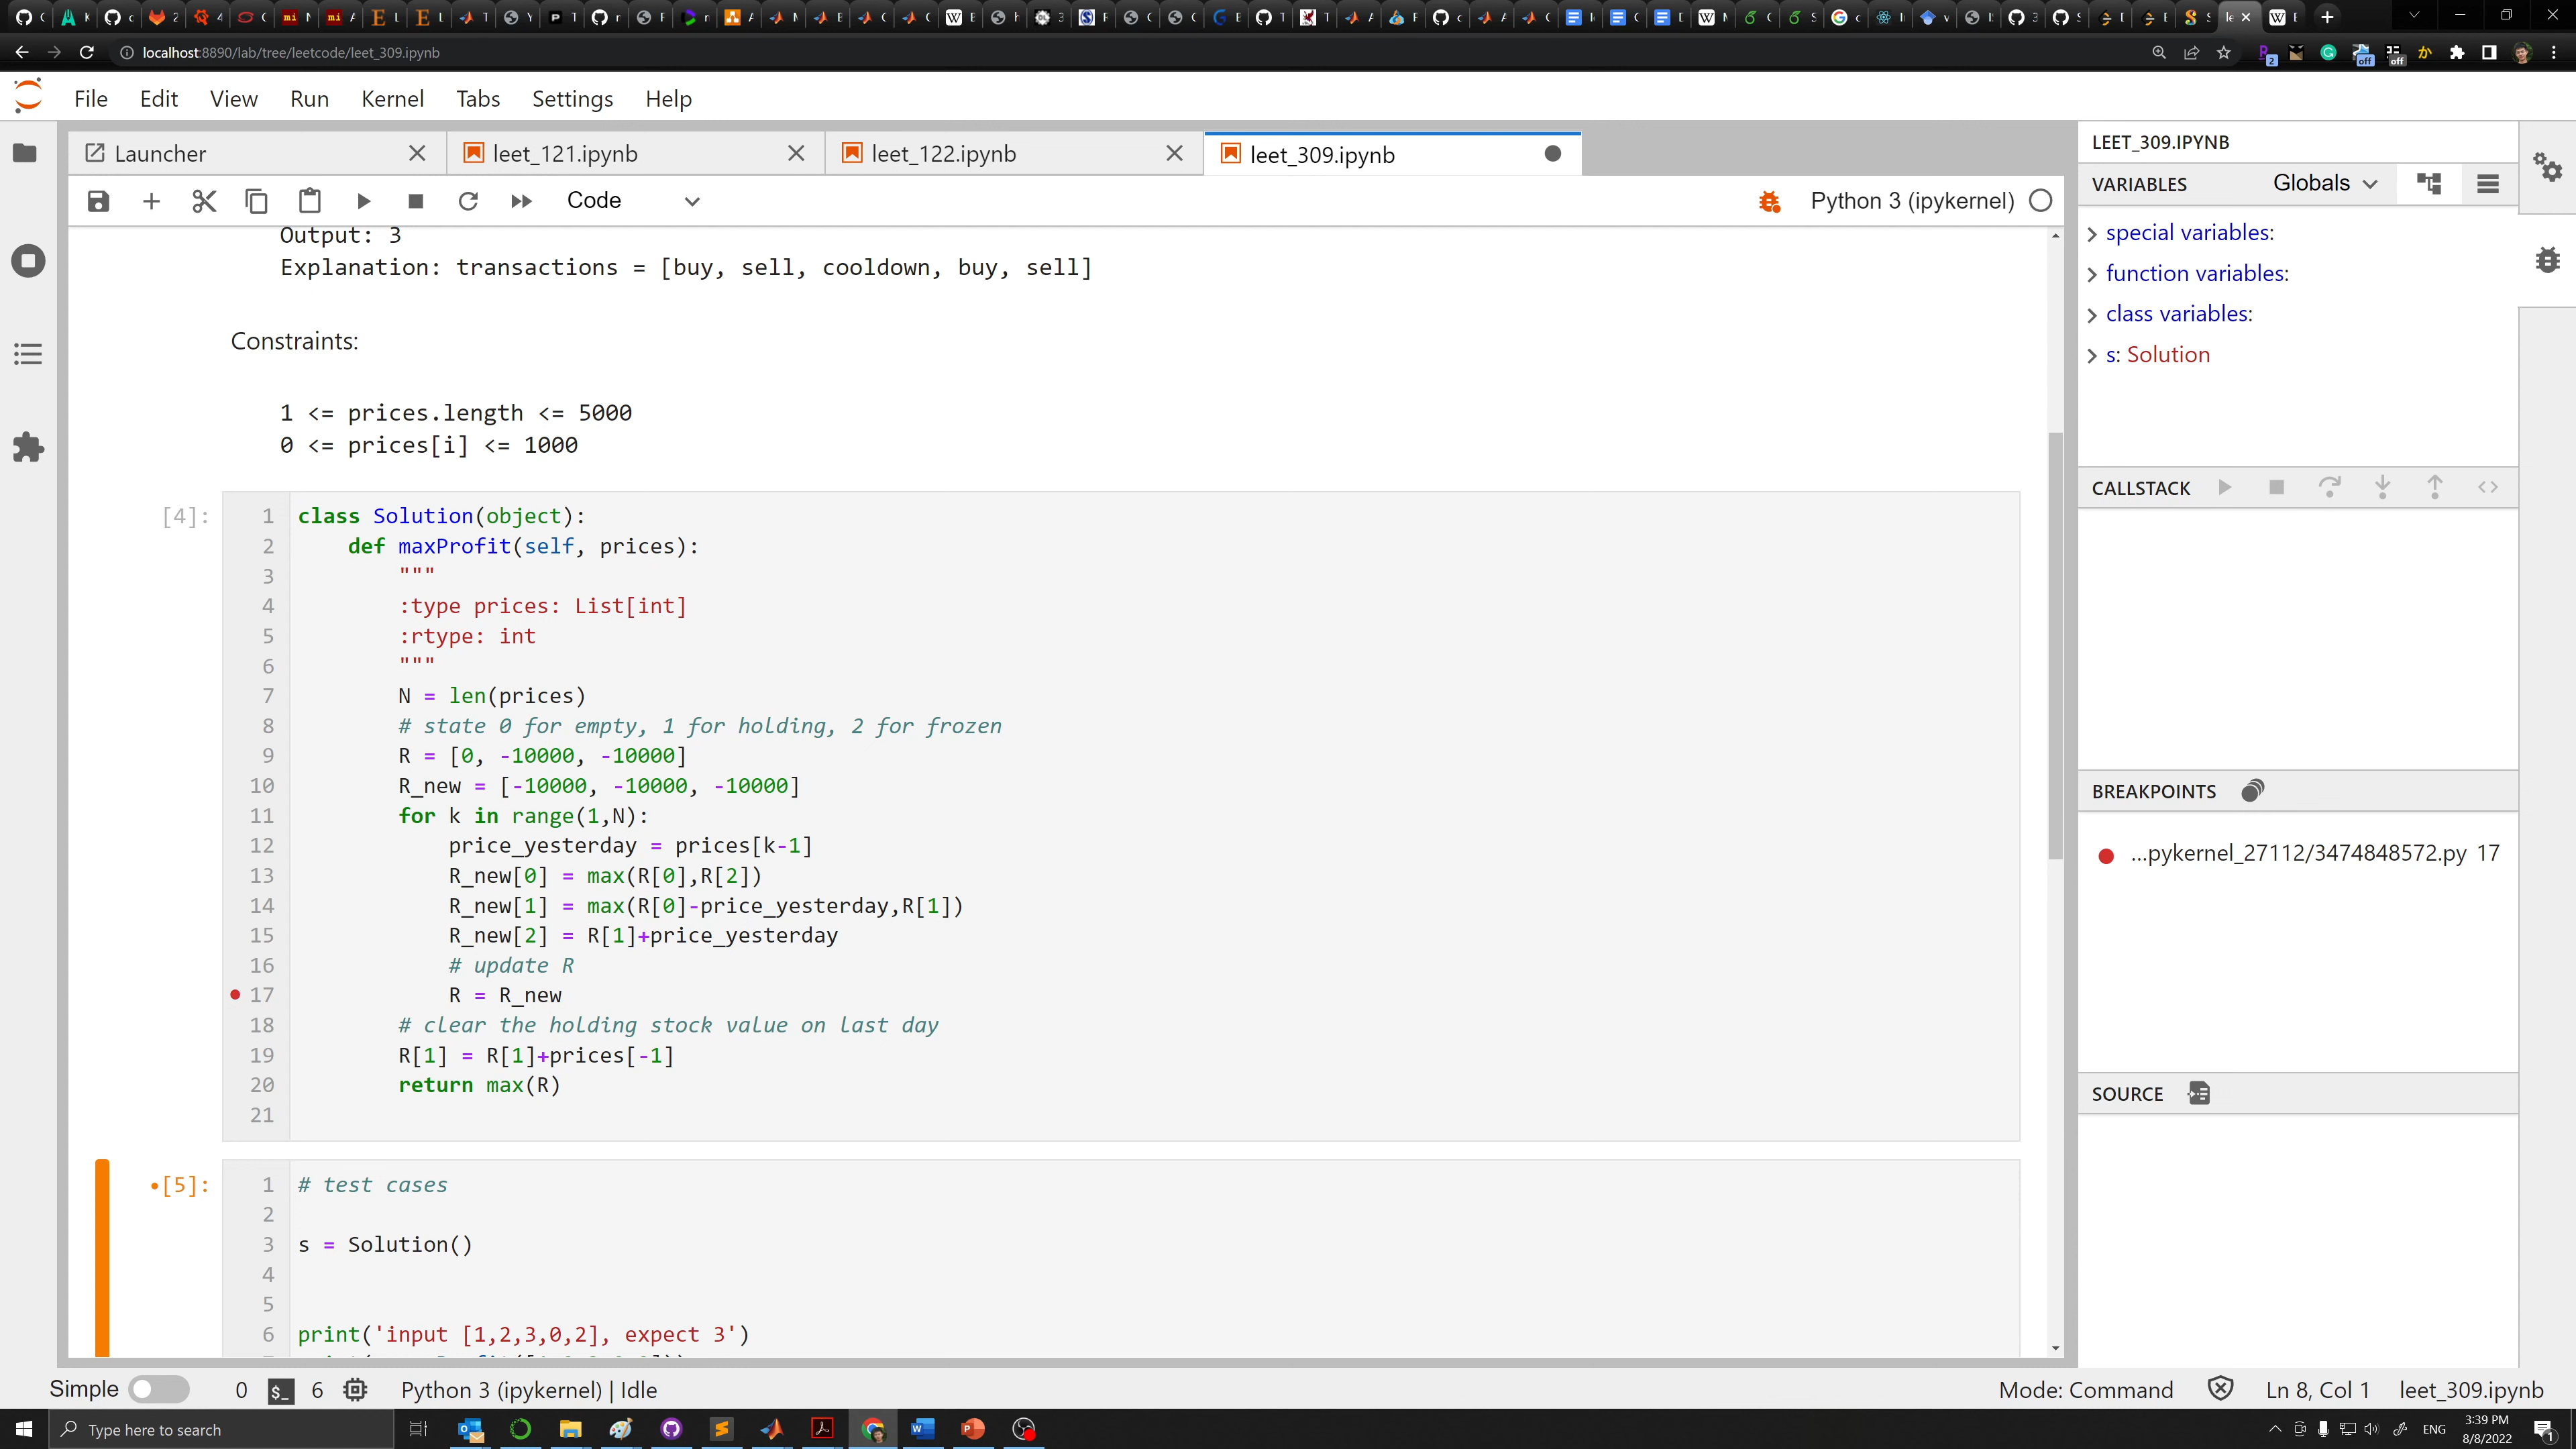 localhost:8890/lab/tree/leetcode/leet_309.ipynb
File Edit View Run Kernel Tabs Settings Help
Launcher
leet_121.ipynb
leet_122.ipynb
leet_309.ipynb
Code
Python 3 (ipykernel)
Output: 3
Explanation: transactions = [buy, sell, cooldown, buy, sell]
Constraints:
1 <= prices.length <= 5000
0 <= prices[i] <= 1000
[4]:
1 class Solution(object):
2 def maxProfit(self, prices):
3 """
4 :type prices: List[int]
5 :rtype: int
6 """
7 N = len(prices)
8 # state 0 for empty, 1 for holding, 2 for frozen
9 R = [0, -10000, -10000]
10 R_new = [-10000, -10000, -10000]
11 for k in range(1,N):
12 price_yesterday = prices[k-1]
13 R_new[0] = max(R[0],R[2])
14 R_new[1] = max(R[0]-price_yesterday,R[1])
15 R_new[2] = R[1]+price_yesterday
16 # update R
17 R = R_new
18 # clear the holding stock value on last day
19 R[1] = R[1]+prices[-1]
20 return max(R)
21
•[5]:
1 # test cases
2
3 s = Solution()
4
5
6 print('input [1,2,3,0,2], expect 3')
LEET_309.IPYNB
VARIABLES Globals
special variables:
function variables:
class variables:
s: Solution
CALLSTACK
BREAKPOINTS
...pykernel_27112/3474848572.py 17
SOURCE
Simple 0 $_ 6 Python 3 (ipykernel) | Idle
Mode: Command Ln 8, Col 1 leet_309.ipynb
Type here to search
ENG
3:39 PM
8/8/2022